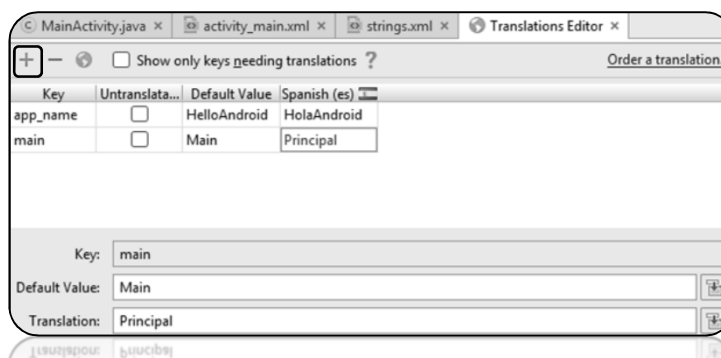 MainActivity.java × activity_main.xml × strings.xml × Translations Editor ×
+ − Show only keys needing translations ? Order a translation.
Key Untranslata... Default Value Spanish (es)
app_name HelloAndroid HolaAndroid
main Main Principal
Key: main
Default Value: Main
Translation: Principal